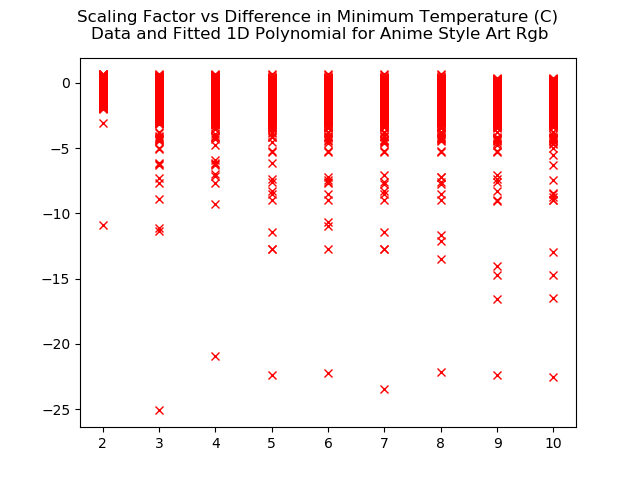 Scaling Factor vs Difference in Minimum Temperature (C)
Data and Fitted 1D Polynomial for Anime Style Art Rgb
0
−5
−10
−15
−20
−25
2 3 4 5 6 7 8 9 10